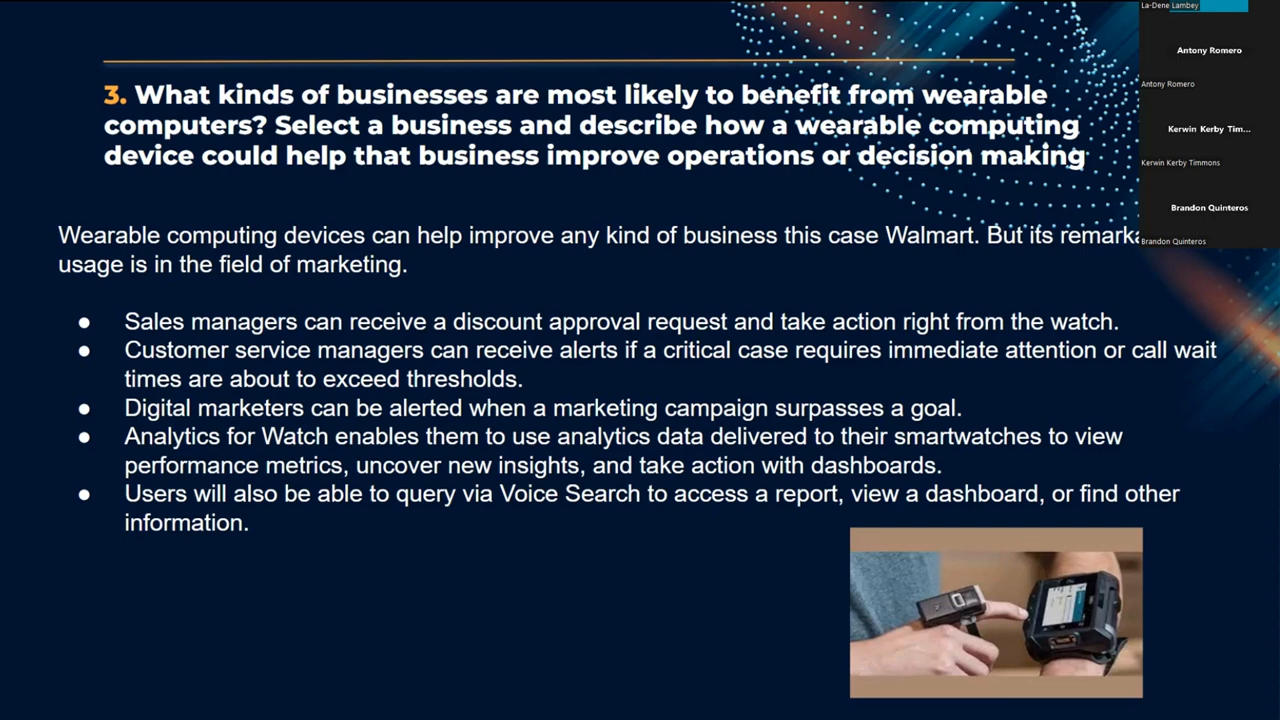 3. What kinds of businesses are most likely to benefit from wearable
computers? Select a business and describe how a wearable computing
device could help that business improve operations or decision making
Wearable computing devices can help improve any kind of business this case Walmart. But its
usage is in the field of marketing.
● Sales managers can receive a discount approval request and take action right from the watch.
● Customer service managers can receive alerts if a critical case requires immediate attention or call wait
times are about to exceed thresholds.
● Digital marketers can be alerted when a marketing campaign surpasses a goal.
● Analytics for Watch enables them to use analytics data delivered to their smartwatches to view
performance metrics, uncover new insights, and take action with dashboards.
● Users will also be able to query via Voice Search to access a report, view a dashboard, or find other
information.
La-Dene Lambey
Antony Romero
Antony Romero
Kerwin Kerby Tim...
Kerwin Kerby Timmons
Brandon Quinteros
Brandon Quinteros